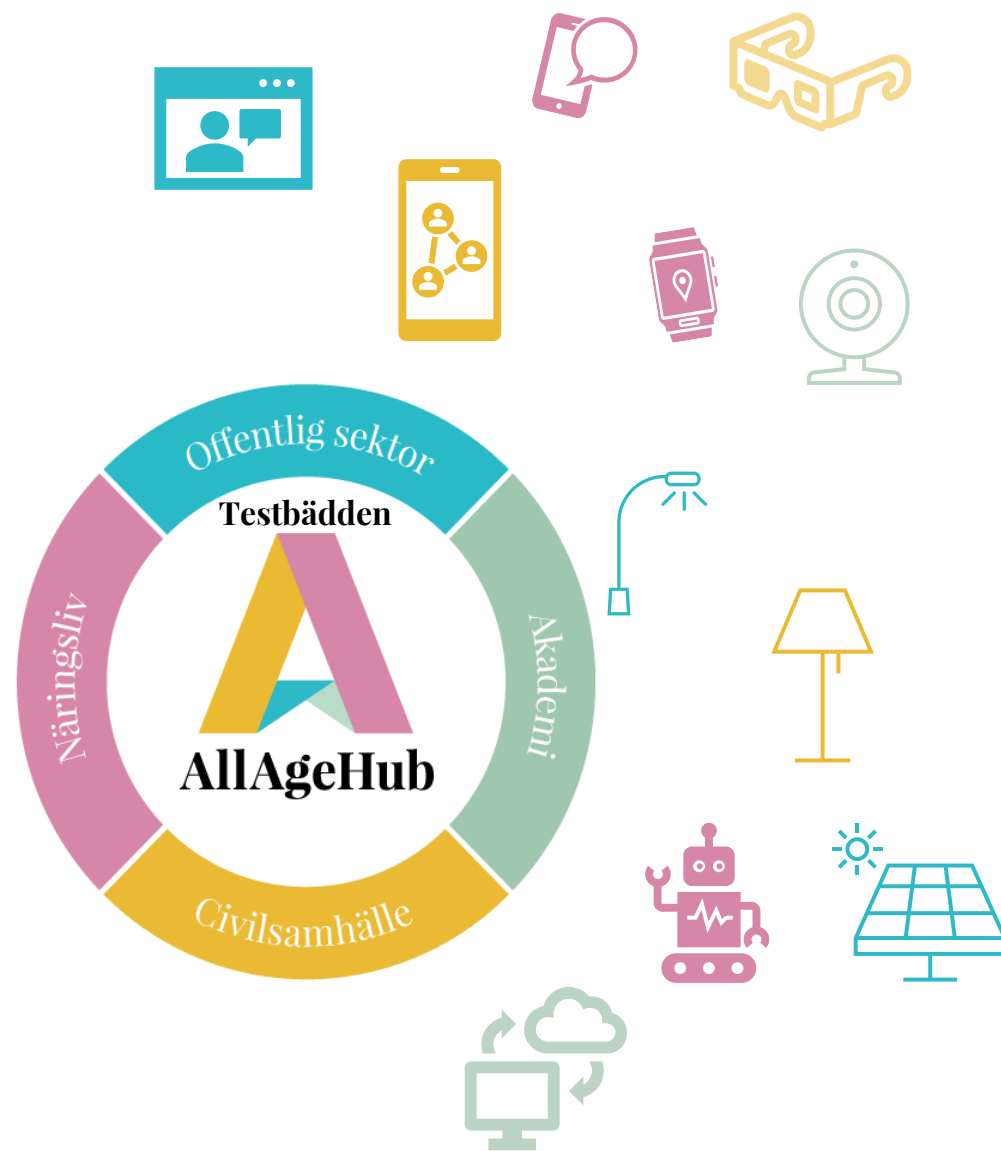 Offentlig sektor
Testbädden
Näringsliv
Akademi
AllAgeHub
Civilsamhälle